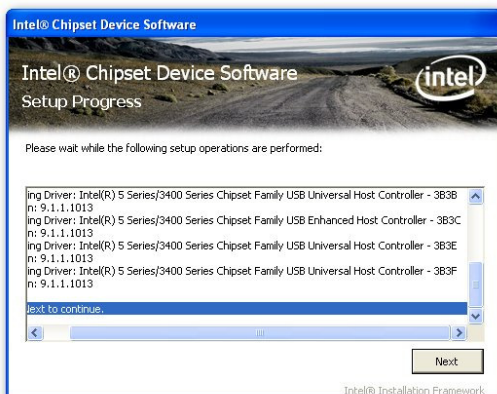 Intel® Chipset Device Software
Intel® Chipset Device Software
intel
Setup Progress
Please wait while the following setup operations are performed:
ing Driver: Intel(R) 5 Series/3400 Series Chipset Family USB Universal Host Controller - 3B3B
n: 9.1.1.1013
ing Driver: Intel(R) 5 Series/3400 Series Chipset Family USB Enhanced Host Controller - 3B3C
n: 9.1.1.1013
ing Driver: Intel(R) 5 Series/3400 Series Chipset Family USB Universal Host Controller - 3B3E
n: 9.1.1.1013
ing Driver: Intel(R) 5 Series/3400 Series Chipset Family USB Universal Host Controller - 3B3F
n: 9.1.1.1013
Next to continue.
Next
Intel® Installation Framework